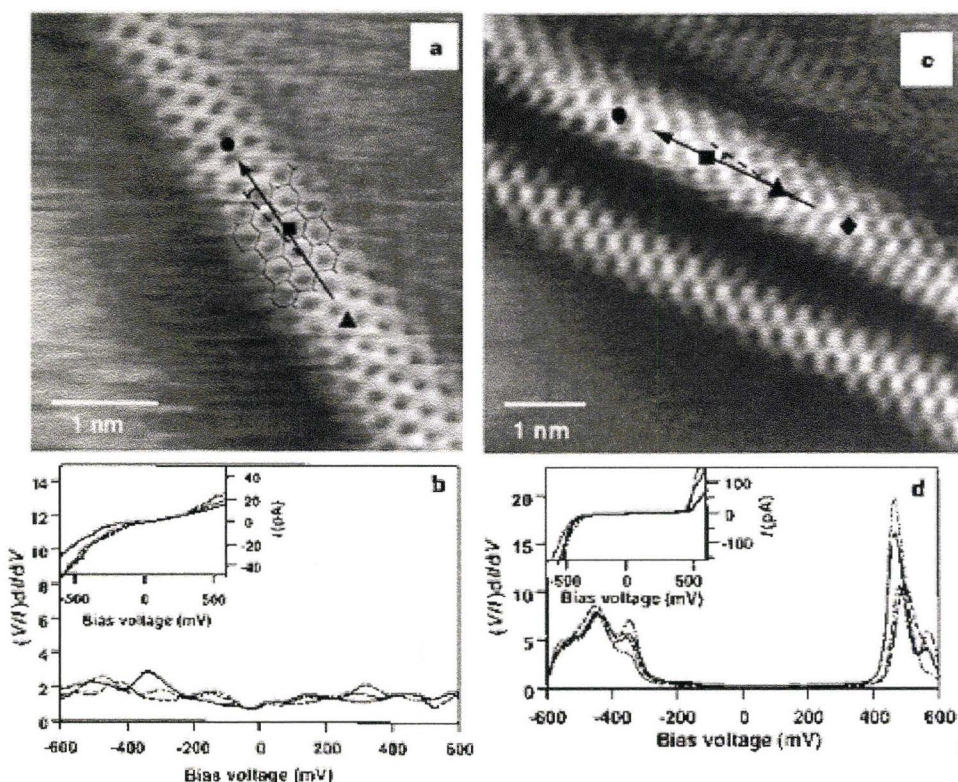 a
1 nm
c
1 nm
b
(V/I)dI/dV
14
12
10
8
6
4
2
0
-600 -400 -200 0 200 400 600
Bias voltage (mV)
40
20
0
-20
-40
I(pA)
-500 0 500
Bias voltage (mV)
d
(V/I)dI/dV
20
15
10
5
0
-600 -400 -200 0 200 400 600
Bias voltage (mV)
100
0
-100
I(pA)
-500 0 500
Bias voltage (mV)